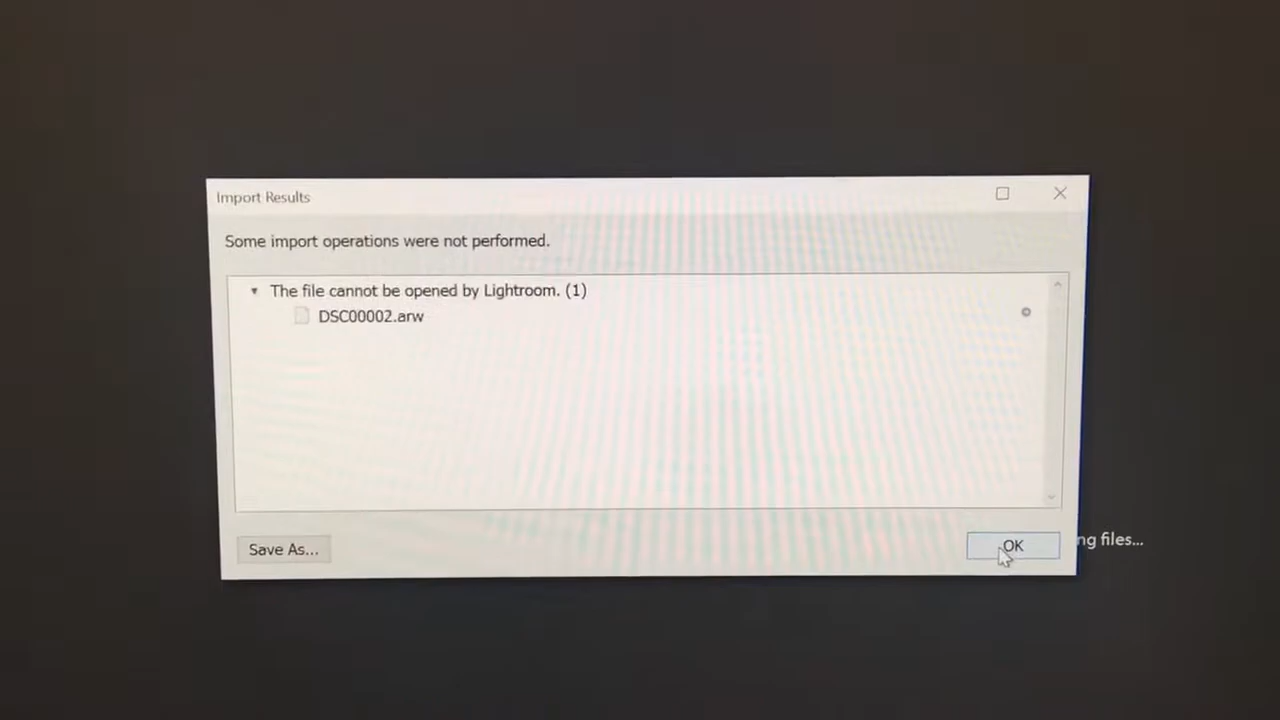 Import Results
Some import operations were not performed.
The file cannot be opened by Lightroom. (1)
DSC00002.arw
Save As...
OK
ng files...